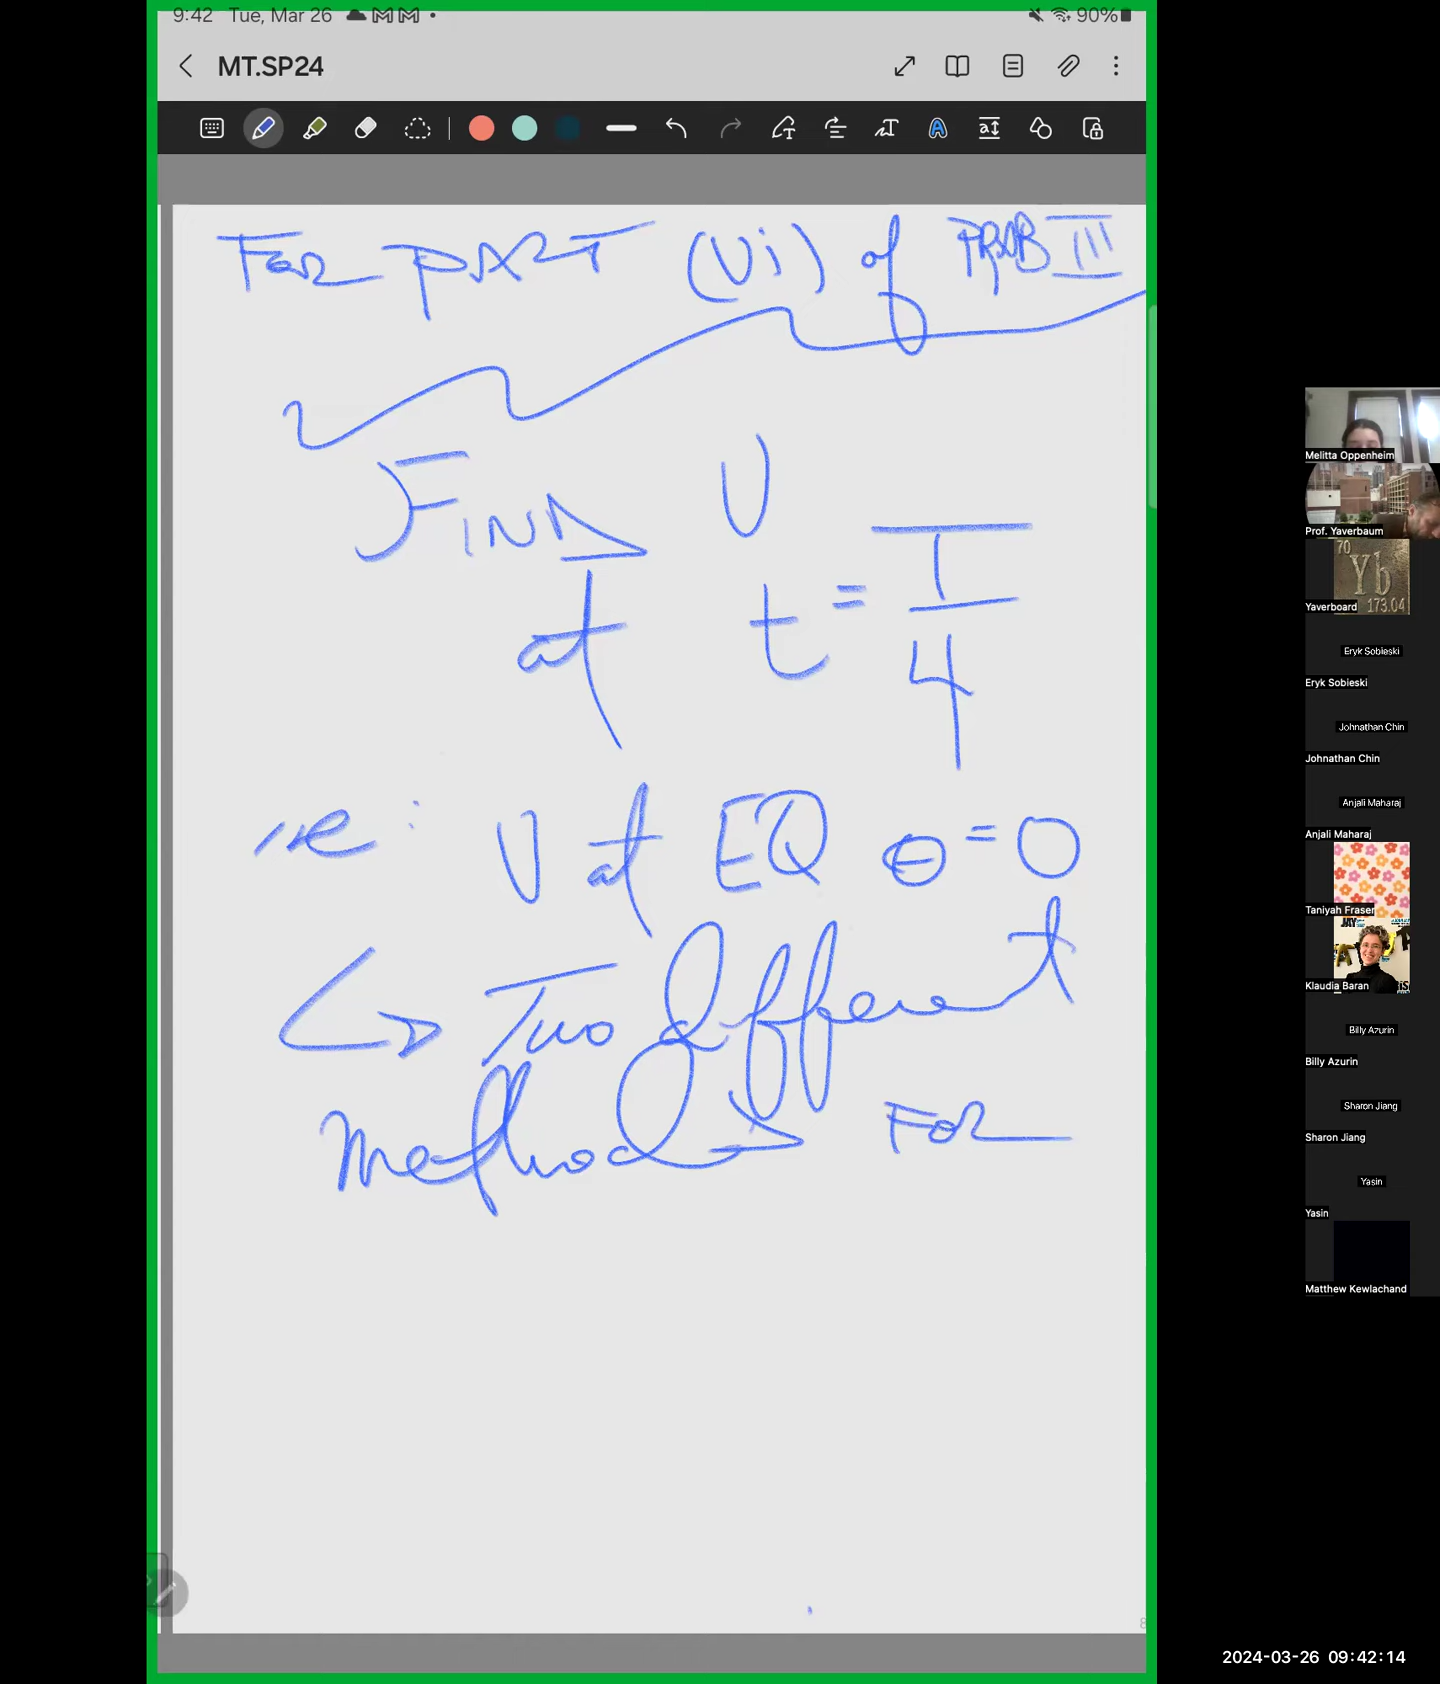 9:42 Tue, Mar 26
90%
MT.SP24
FOR PART (Vi) of PROB III
FIND V
at t = T/4
ie: V at EQ θ = 0
↳ Two different
methods FOR
Melitta Oppenheim
Prof. Yaverbaum
70
Yb
173.04
Yaverboard
Eryk Sobieski
Eryk Sobieski
Johnathan Chin
Johnathan Chin
Anjali Maharaj
Anjali Maharaj
Taniyah Fraser
JAY
Klaudia Baran
Billy Azurin
Billy Azurin
Sharon Jiang
Sharon Jiang
Yasin
Yasin
Matthew Kewlachand
8
2024-03-26 09:42:14